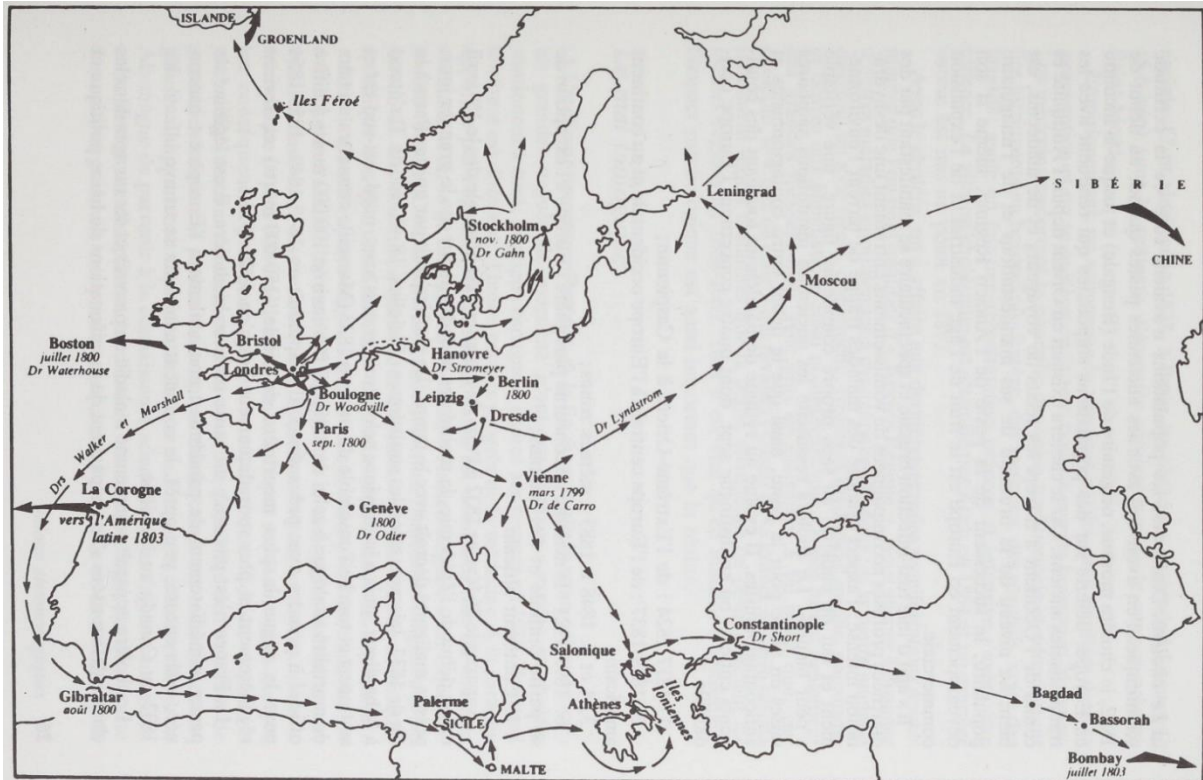 ISLANDE
GROENLAND
Iles Féroé
Leningrad
SIBÉRIE
Stockholm
nov. 1800
Dr Gahn
CHINE
Moscou
Boston
juillet 1800
Dr Waterhouse
Bristol
Londres
Hanovre
Dr Stromeyer
Berlin
1800
Boulogne
Dr Woodville
Leipzig
Dresde
Paris
sept. 1800
Drs Walker et Marshall
Dr Lyndstrom
Vienne
mars 1799
Dr de Carro
La Corogne
vers l'Amérique
latine 1803
Genève
1800
Dr Odier
Constantinople
Dr Short
Salonique
Gibraltar
août 1800
Palerme
SICILE
Athènes
Iles Ioniennes
Bagdad
Bassorah
MALTE
Bombay
juillet 1803